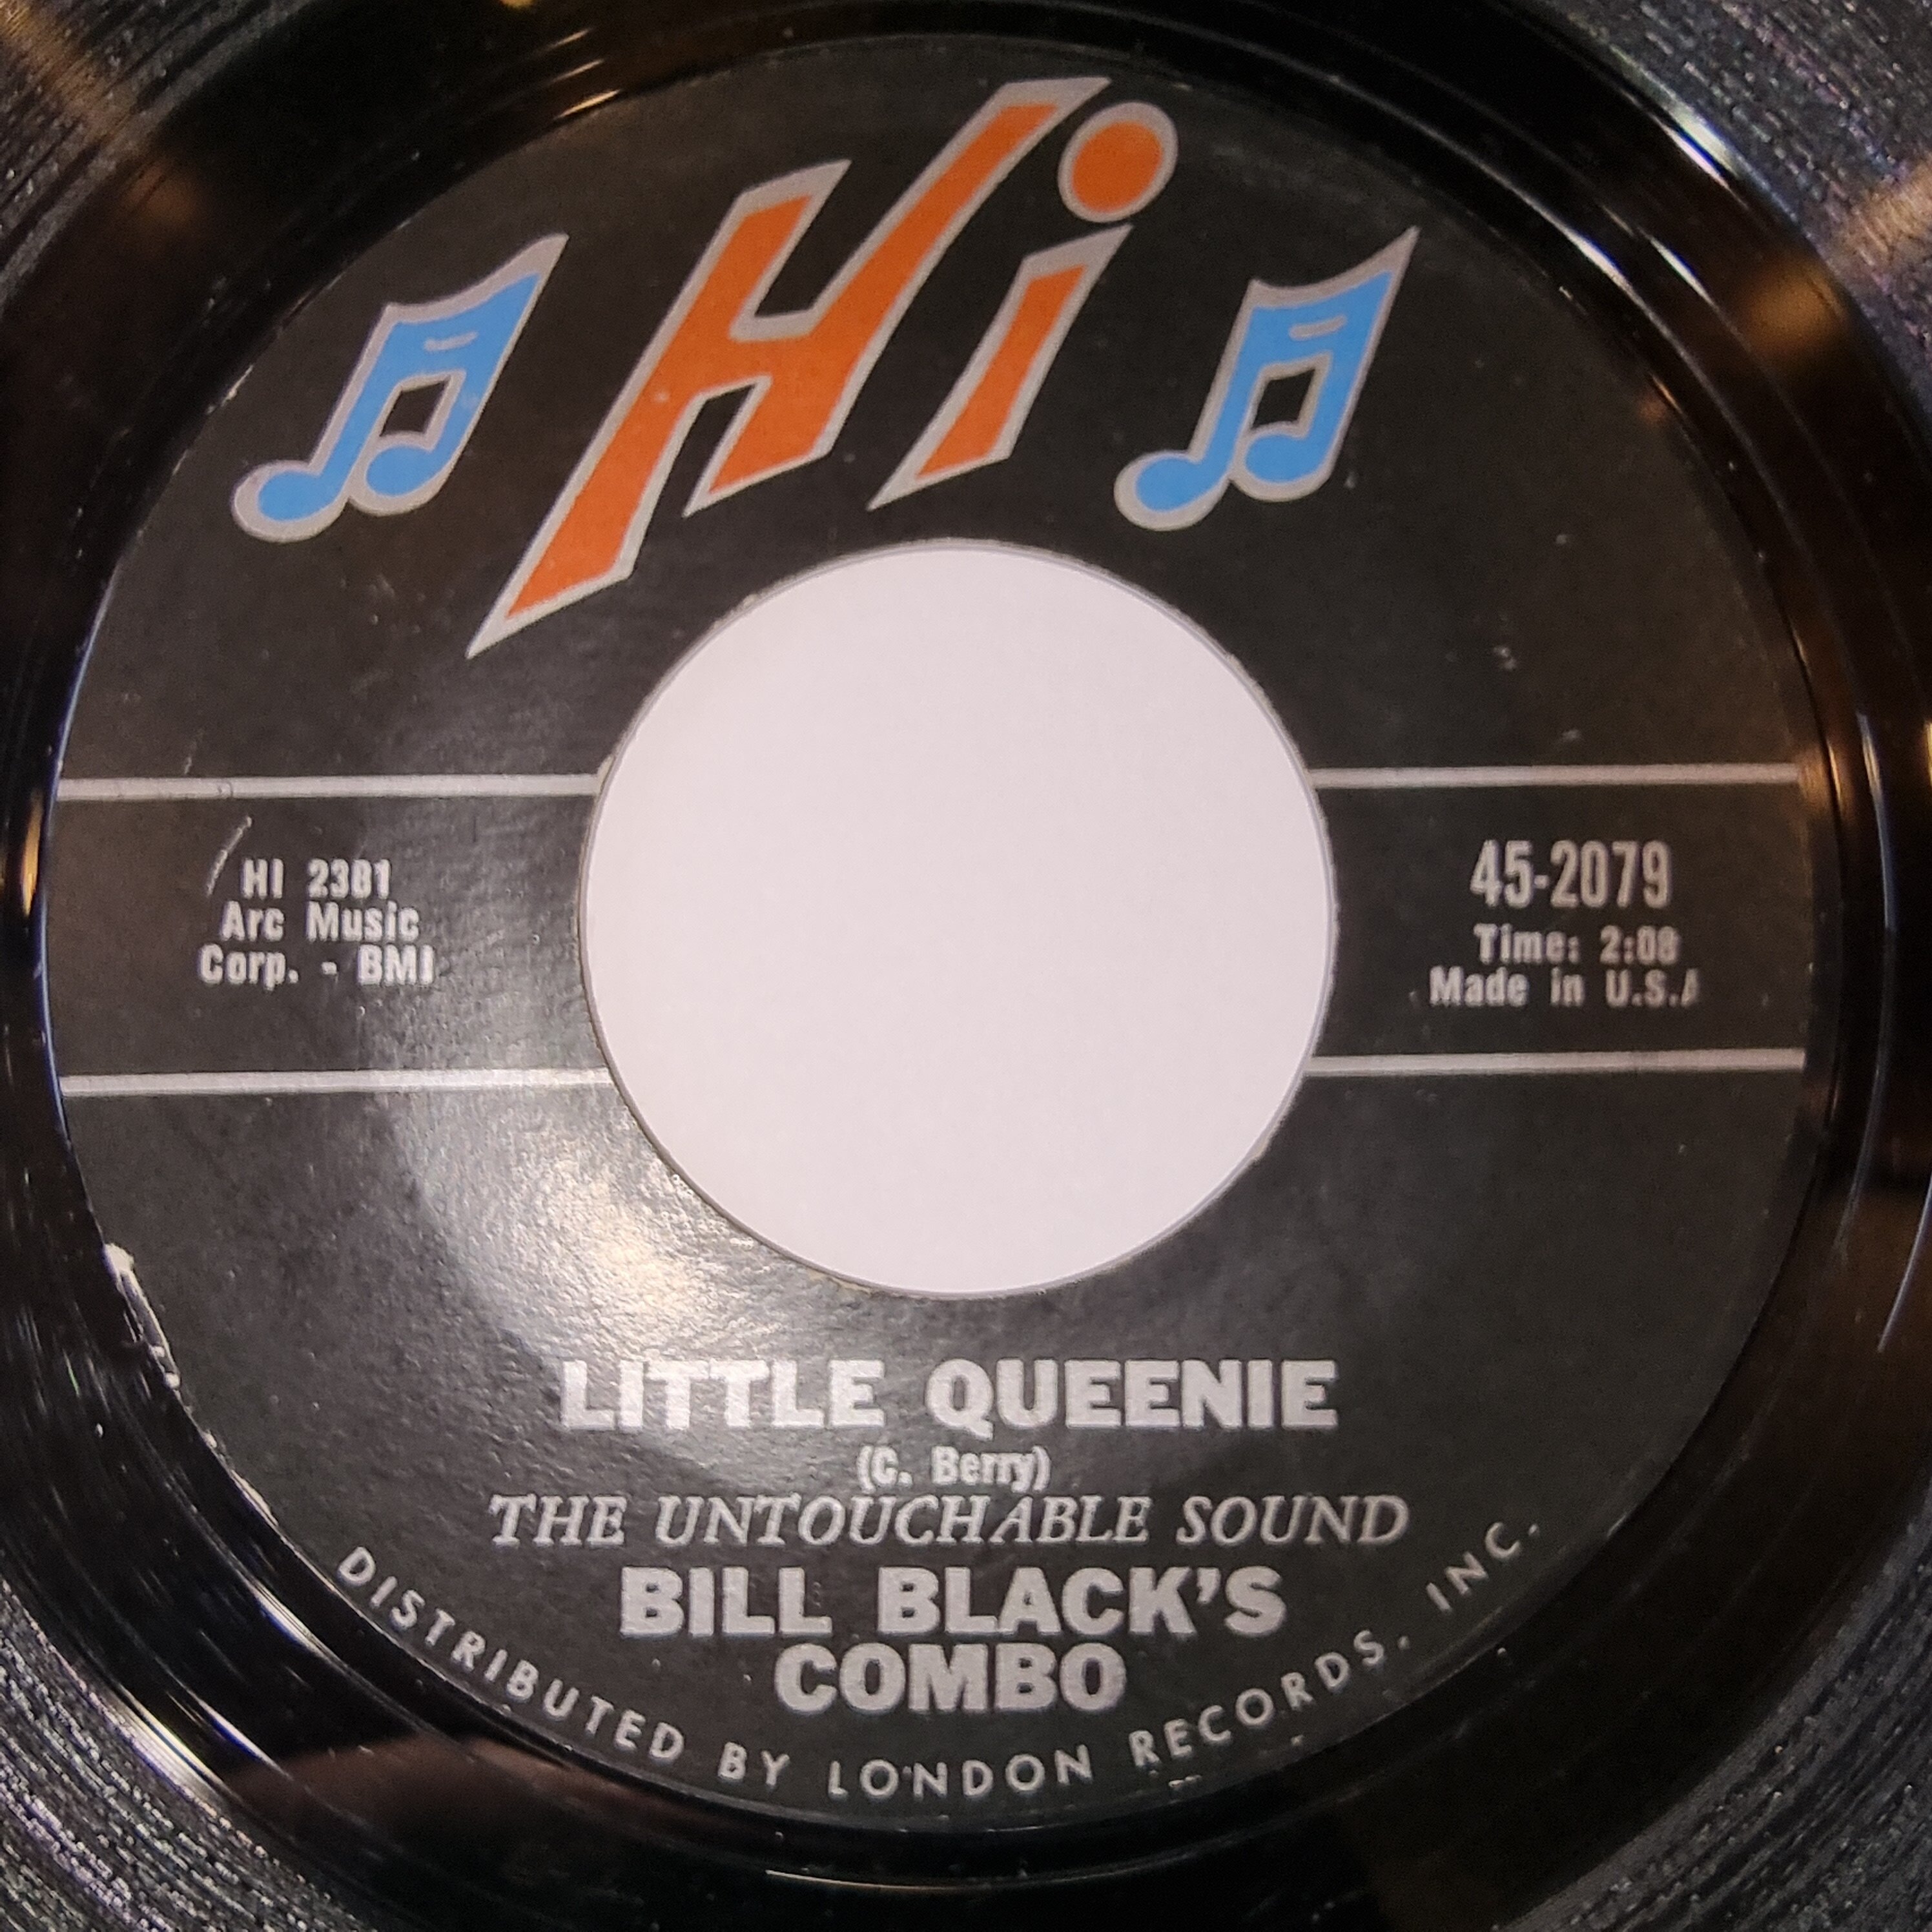 Hi
HI 2381
Arc Music
Corp. - BMI
45-2079
Time: 2:08
Made in U.S.A
LITTLE QUEENIE
(C. Berry)
THE UNTOUCHABLE SOUND
BILL BLACK'S
COMBO
DISTRIBUTED BY LONDON RECORDS, INC.